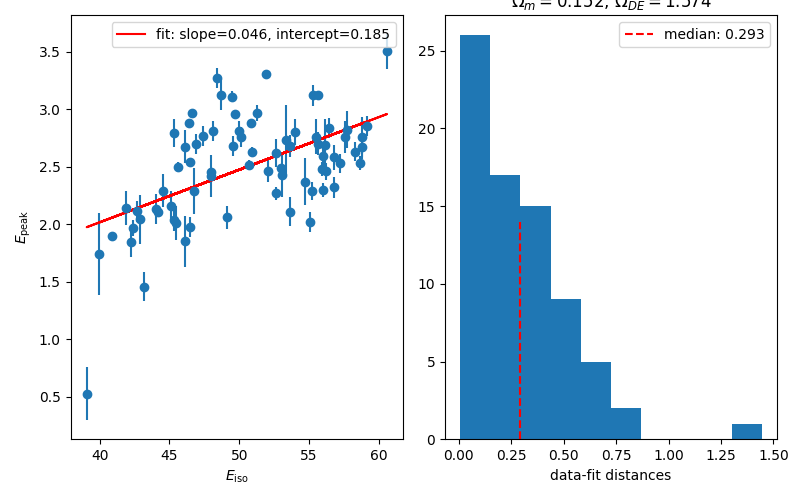 Ω_m = 0.152, Ω_DE = 1.574
fit: slope=0.046, intercept=0.185
median: 0.293
3.5
3.0
2.5
2.0
1.5
1.0
0.5
E_peak
40 45 50 55 60
E_iso
25
20
15
10
5
0
0.00 0.25 0.50 0.75 1.00 1.25 1.50
data-fit distances